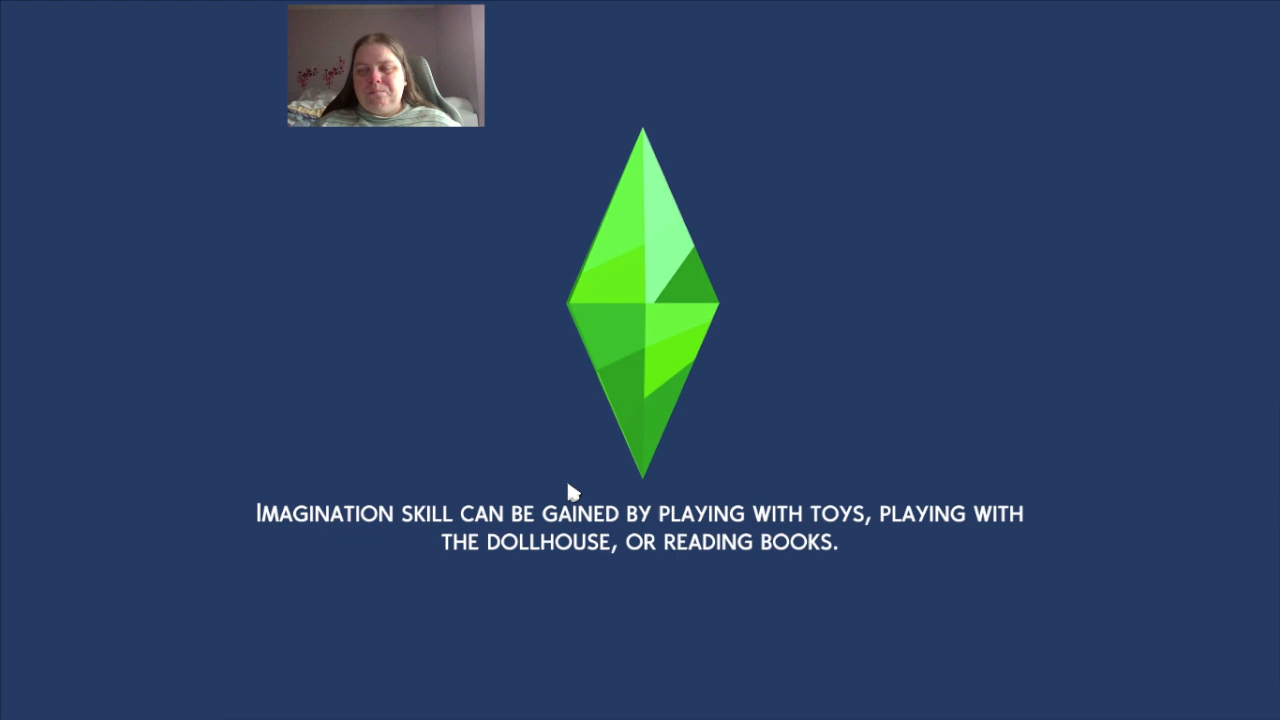 Imagination skill can be gained by playing with toys, playing with
the dollhouse, or reading books.